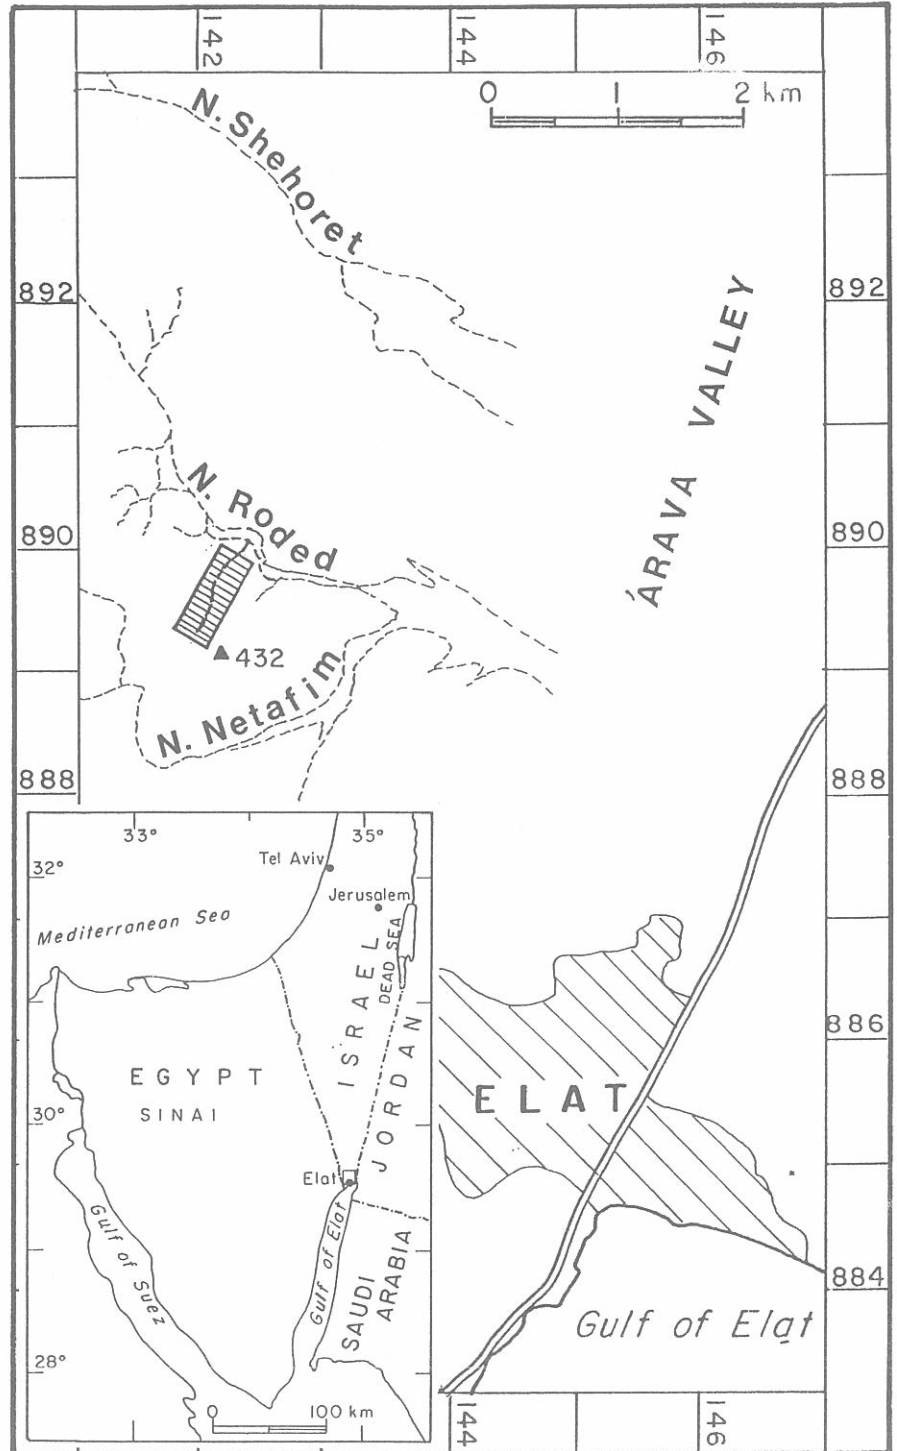 142
144
146
0 1 2 km
N. Shehoret
892
892
'ARAVA VALLEY
N. Roded
890
890
432
N. Netafim
888
888
33°
35°
32°
Tel Aviv
Jerusalem
Mediterranean Sea
DEAD SEA
ISRAEL
JORDAN
EGYPT
SINAI
30°
Elat
Gulf of Suez
Gulf of Elat
SAUDI
ARABIA
28°
0 100 km
886
ELAT
884
Gulf of Elat
144
146